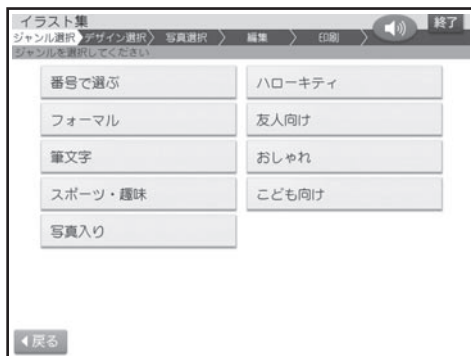 イラスト集
終了
ジャンル選択 デザイン選択 写真選択 編集 印刷
ジャンルを選択してください
番号で選ぶ
ハローキティ
フォーマル
友人向け
筆文字
おしゃれ
スポーツ・趣味
こども向け
写真入り
戻る